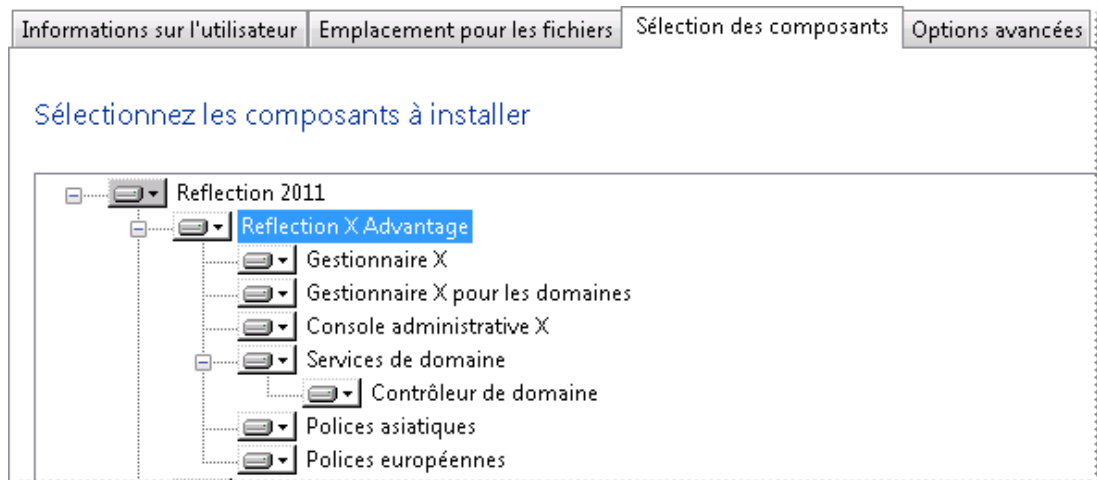 Informations sur l'utilisateur Emplacement pour les fichiers Sélection des composants Options avancées
Sélectionnez les composants à installer
Reflection 2011
Reflection X Advantage
Gestionnaire X
Gestionnaire X pour les domaines
Console administrative X
Services de domaine
Contrôleur de domaine
Polices asiatiques
Polices européennes